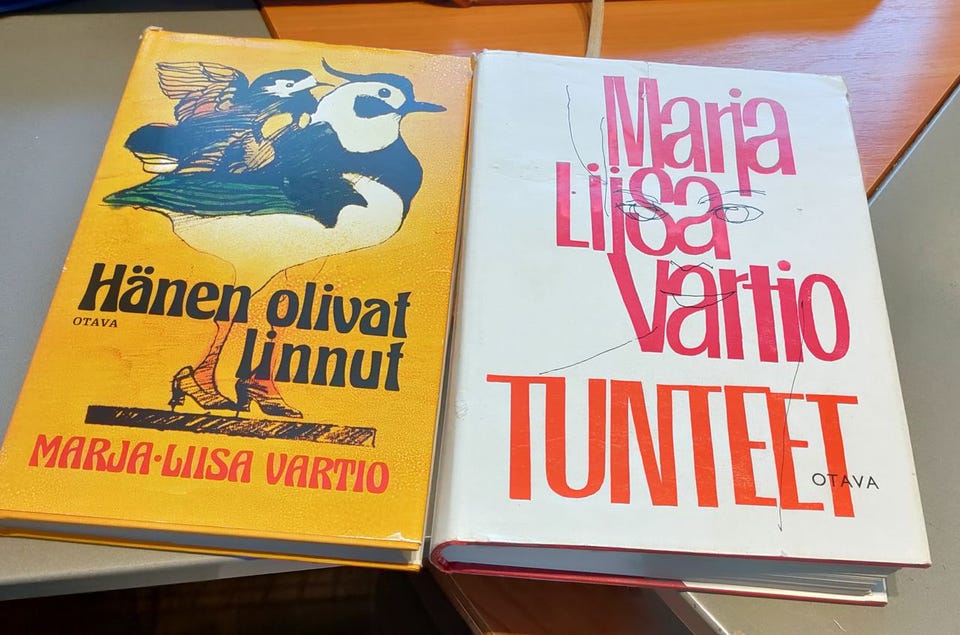 Hänen olivat
OTAVA
linnut
MARJA-LIISA VARTIO
Marja
Liisa
Vartio
TUNTEET
OTAVA